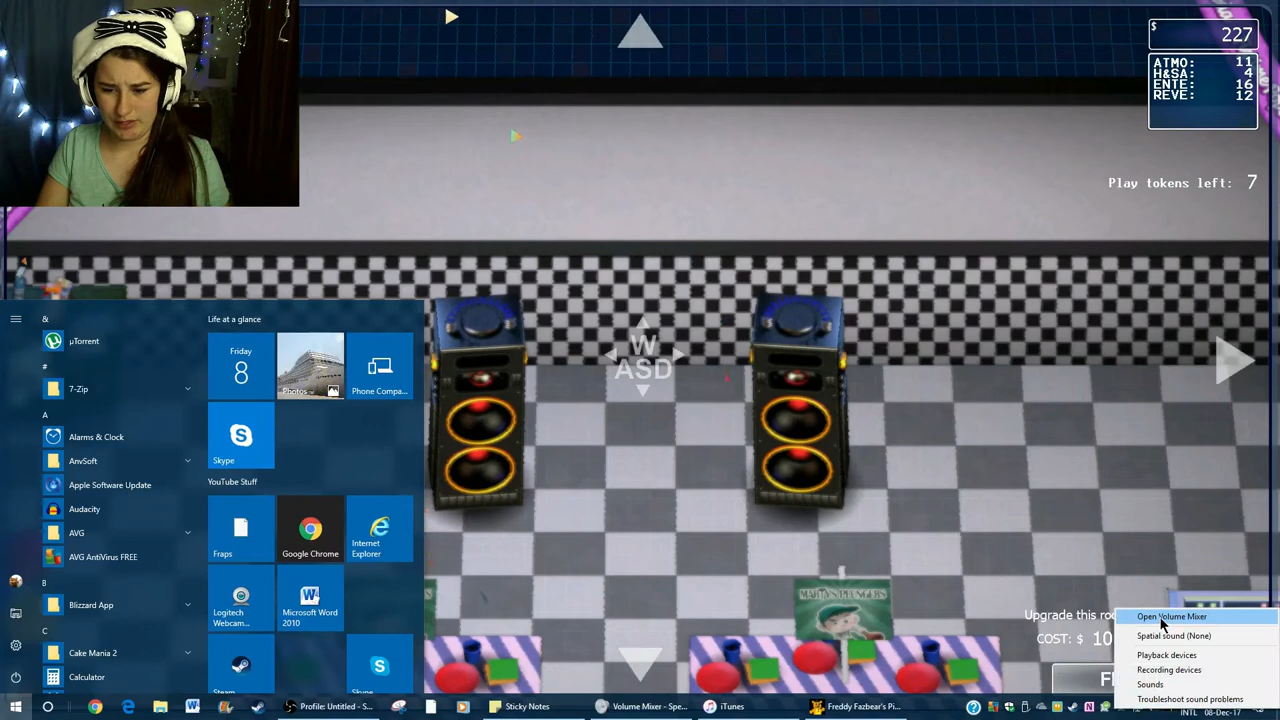 $ 227
ATMO: 11
H&SA: 4
ENTE: 16
REVE: 12
Play tokens left: 7
W
ASD
&
µTorrent
#
7-Zip
A
Alarms & Clock
AnvSoft
Apple Software Update
Audacity
AVG
AVG AntiVirus FREE
B
Blizzard App
C
Cake Mania 2
Calculator
Life at a glance
Friday
8
Photos
Phone Compa...
Skype
YouTube Stuff
Fraps
Google Chrome
Internet
Explorer
Logitech
Webcam...
Microsoft Word
2010
Steam
Skype
MARTY'S PLUNGERS
Upgrade this roo
COST: $ 10
F
Open Volume Mixer
Spatial sound (None)
Playback devices
Recording devices
Sounds
Troubleshoot sound problems
Profile: Untitled - S...
Sticky Notes
Volume Mixer - Spe...
iTunes
Freddy Fazbear's Pi...
INTL 08-Dec-17